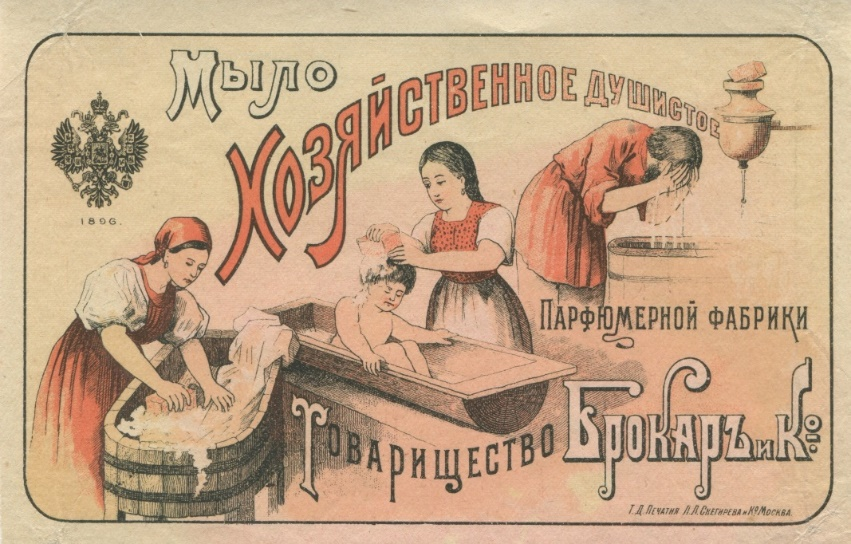 Мыло
Хозяйственное душистое
1896.
Парфюмерной фабрики
Товарищество Брокаръ и Ко
Т.Д. Печатня П.П. Снегирева и Ко Москва.